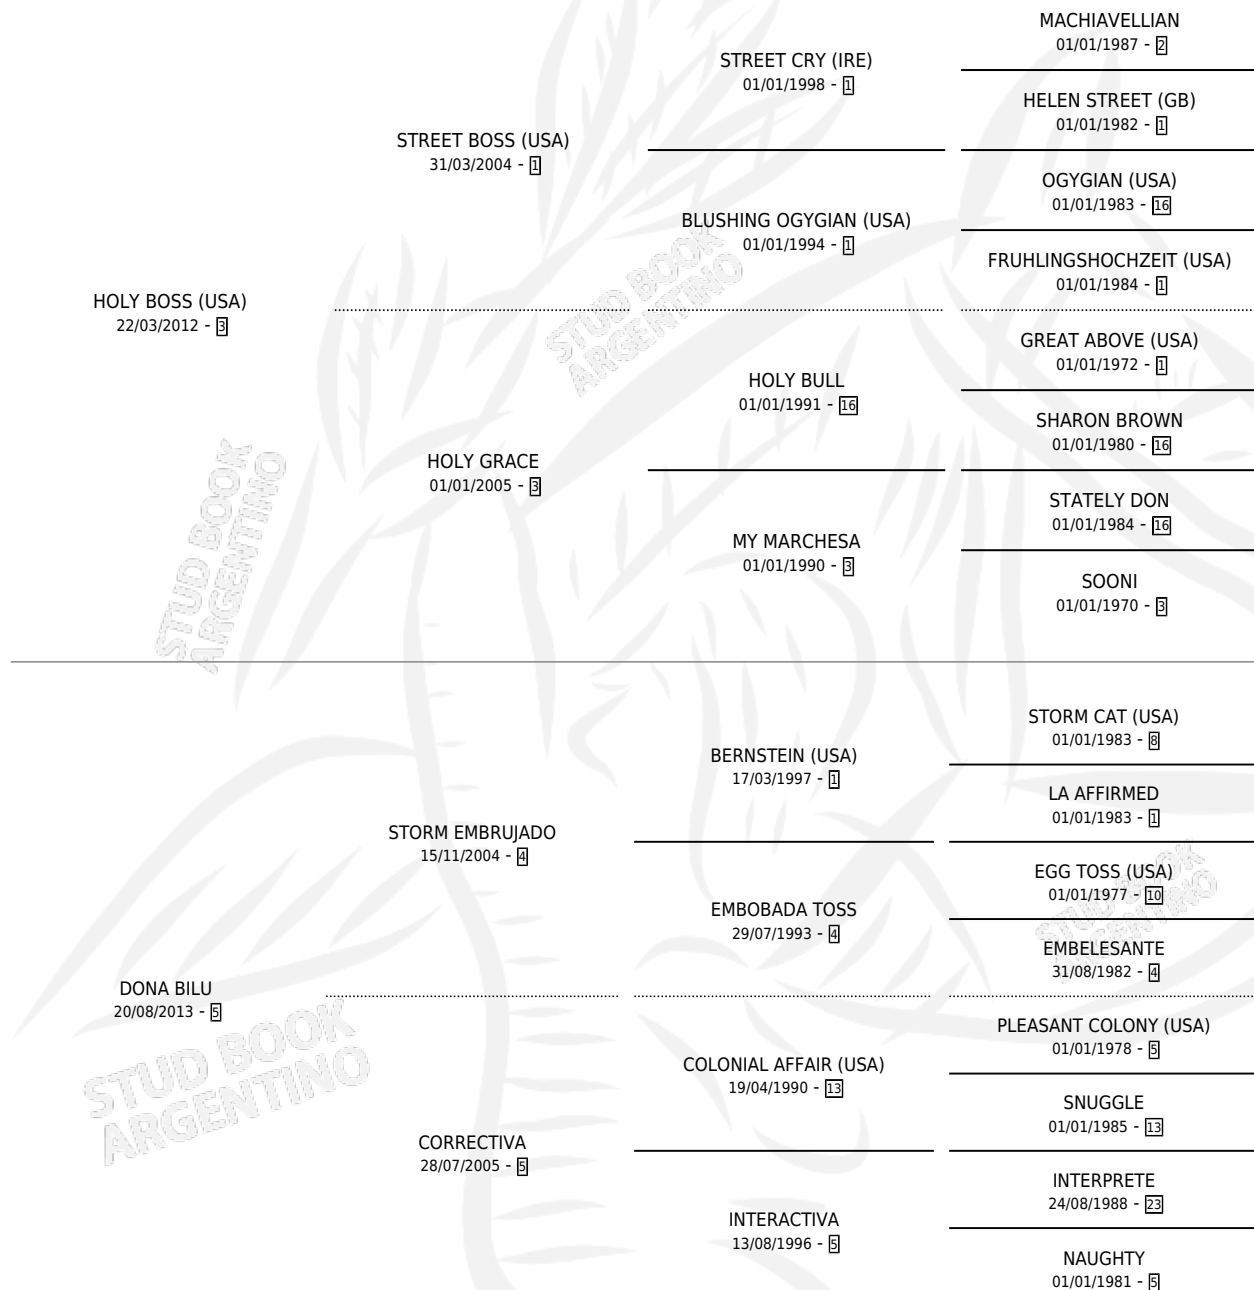 MACHIAVELLIAN
01/01/1987 - 2
STREET CRY (IRE)
01/01/1998 - 1
HELEN STREET (GB)
01/01/1982 - 1
STREET BOSS (USA)
31/03/2004 - 1
OGYGIAN (USA)
01/01/1983 - 16
BLUSHING OGYGIAN (USA)
01/01/1994 - 1
FRUHLINGSHOCHZEIT (USA)
01/01/1984 - 1
HOLY BOSS (USA)
22/03/2012 - 3
GREAT ABOVE (USA)
01/01/1972 - 1
HOLY BULL
01/01/1991 - 16
SHARON BROWN
01/01/1980 - 16
HOLY GRACE
01/01/2005 - 3
STATELY DON
01/01/1984 - 16
MY MARCHESA
01/01/1990 - 3
SOONI
01/01/1970 - 3
STORM CAT (USA)
01/01/1983 - 8
BERNSTEIN (USA)
17/03/1997 - 1
LA AFFIRMED
01/01/1983 - 1
STORM EMBRUJADO
15/11/2004 - 4
EGG TOSS (USA)
01/01/1977 - 10
EMBOBADA TOSS
29/07/1993 - 4
EMBELESANTE
31/08/1982 - 4
DONA BILU
20/08/2013 - 5
PLEASANT COLONY (USA)
01/01/1978 - 5
COLONIAL AFFAIR (USA)
19/04/1990 - 13
SNUGGLE
01/01/1985 - 13
CORRECTIVA
28/07/2005 - 5
INTERPRETE
24/08/1988 - 23
INTERACTIVA
13/08/1996 - 5
NAUGHTY
01/01/1981 - 5
STUD BOOK
ARGENTINO
STUD BOOK
ARGENTINO
STUD BOOK
ARGENTINO
STUD BOOK
ARGENTINO